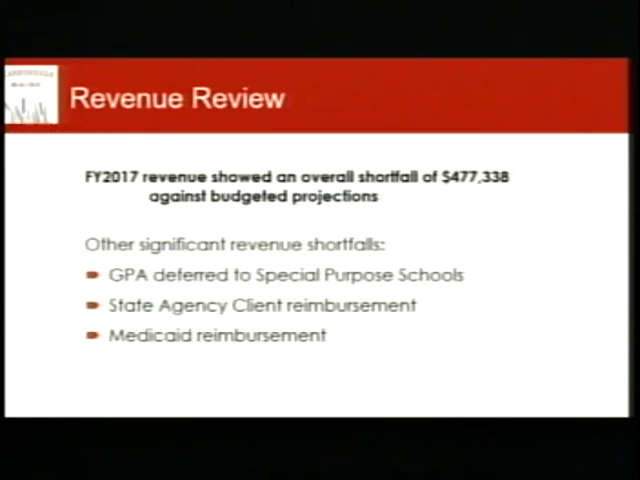 Revenue Review
FY2017 revenue showed an overall shortfall of $477,338
against budgeted projections
Other significant revenue shortfalls:
GPA deferred to Special Purpose Schools
State Agency Client reimbursement
Medicaid reimbursement